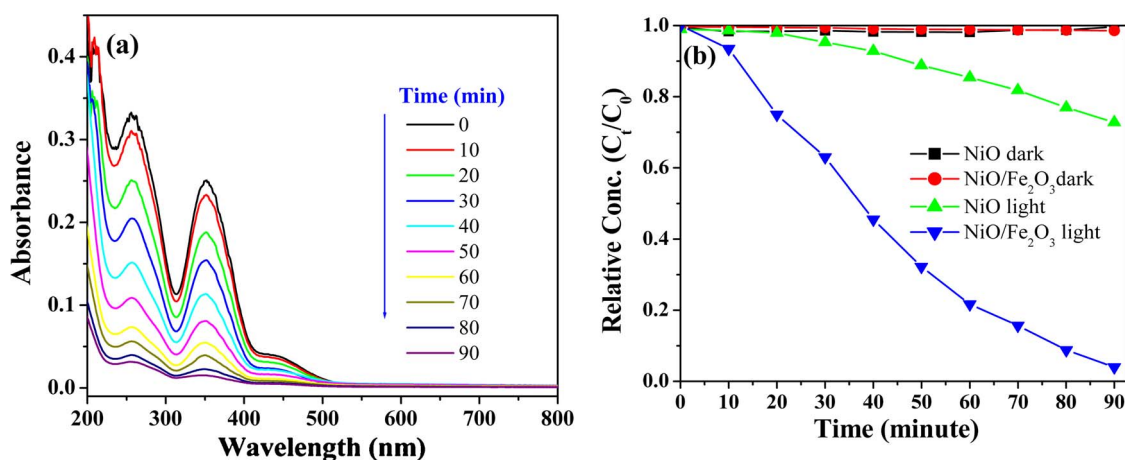 (a)
Time (min)
0
10
20
30
40
50
60
70
80
90
0.4
0.3
0.2
0.1
0.0
Absorbance
200 300 400 500 600 700 800
Wavelength (nm)
(b)
1.0
0.8
0.6
0.4
0.2
0.0
Relative Conc. (Cₜ/C₀)
NiO dark
NiO/Fe₂O₃dark
NiO light
NiO/Fe₂O₃ light
0 10 20 30 40 50 60 70 80 90
Time (minute)